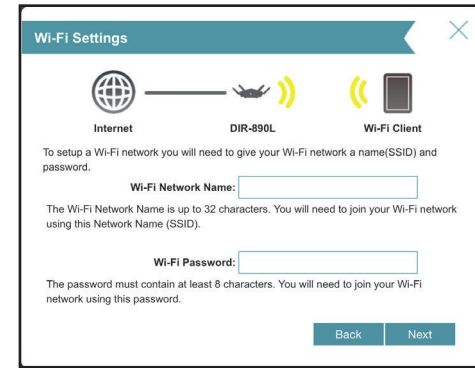 Wi-Fi Settings
Internet
DIR-890L
Wi-Fi Client
To setup a Wi-Fi network you will need to give your Wi-Fi network a name(SSID) and
password.
Wi-Fi Network Name:
The Wi-Fi Network Name is up to 32 characters. You will need to join your Wi-Fi network
using this Network Name (SSID).
Wi-Fi Password:
The password must contain at least 8 characters. You will need to join your Wi-Fi
network using this password.
Back
Next